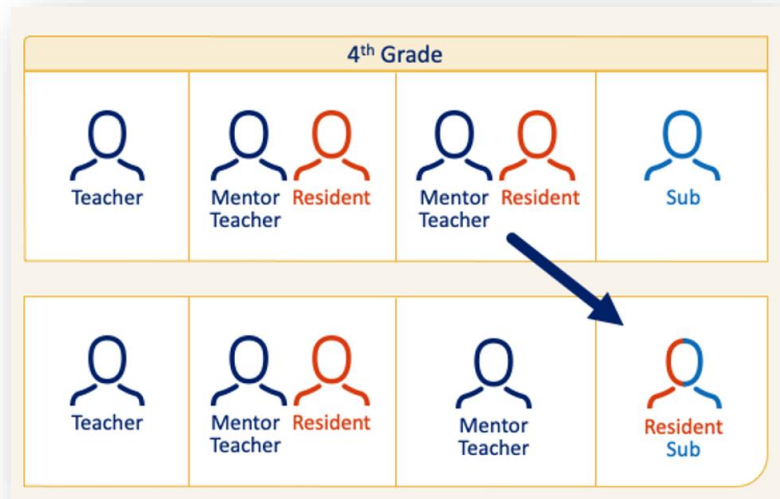 4th Grade
Teacher
Mentor Teacher
Resident
Mentor Teacher
Resident
Sub
Teacher
Mentor Teacher
Resident
Mentor Teacher
Resident Sub